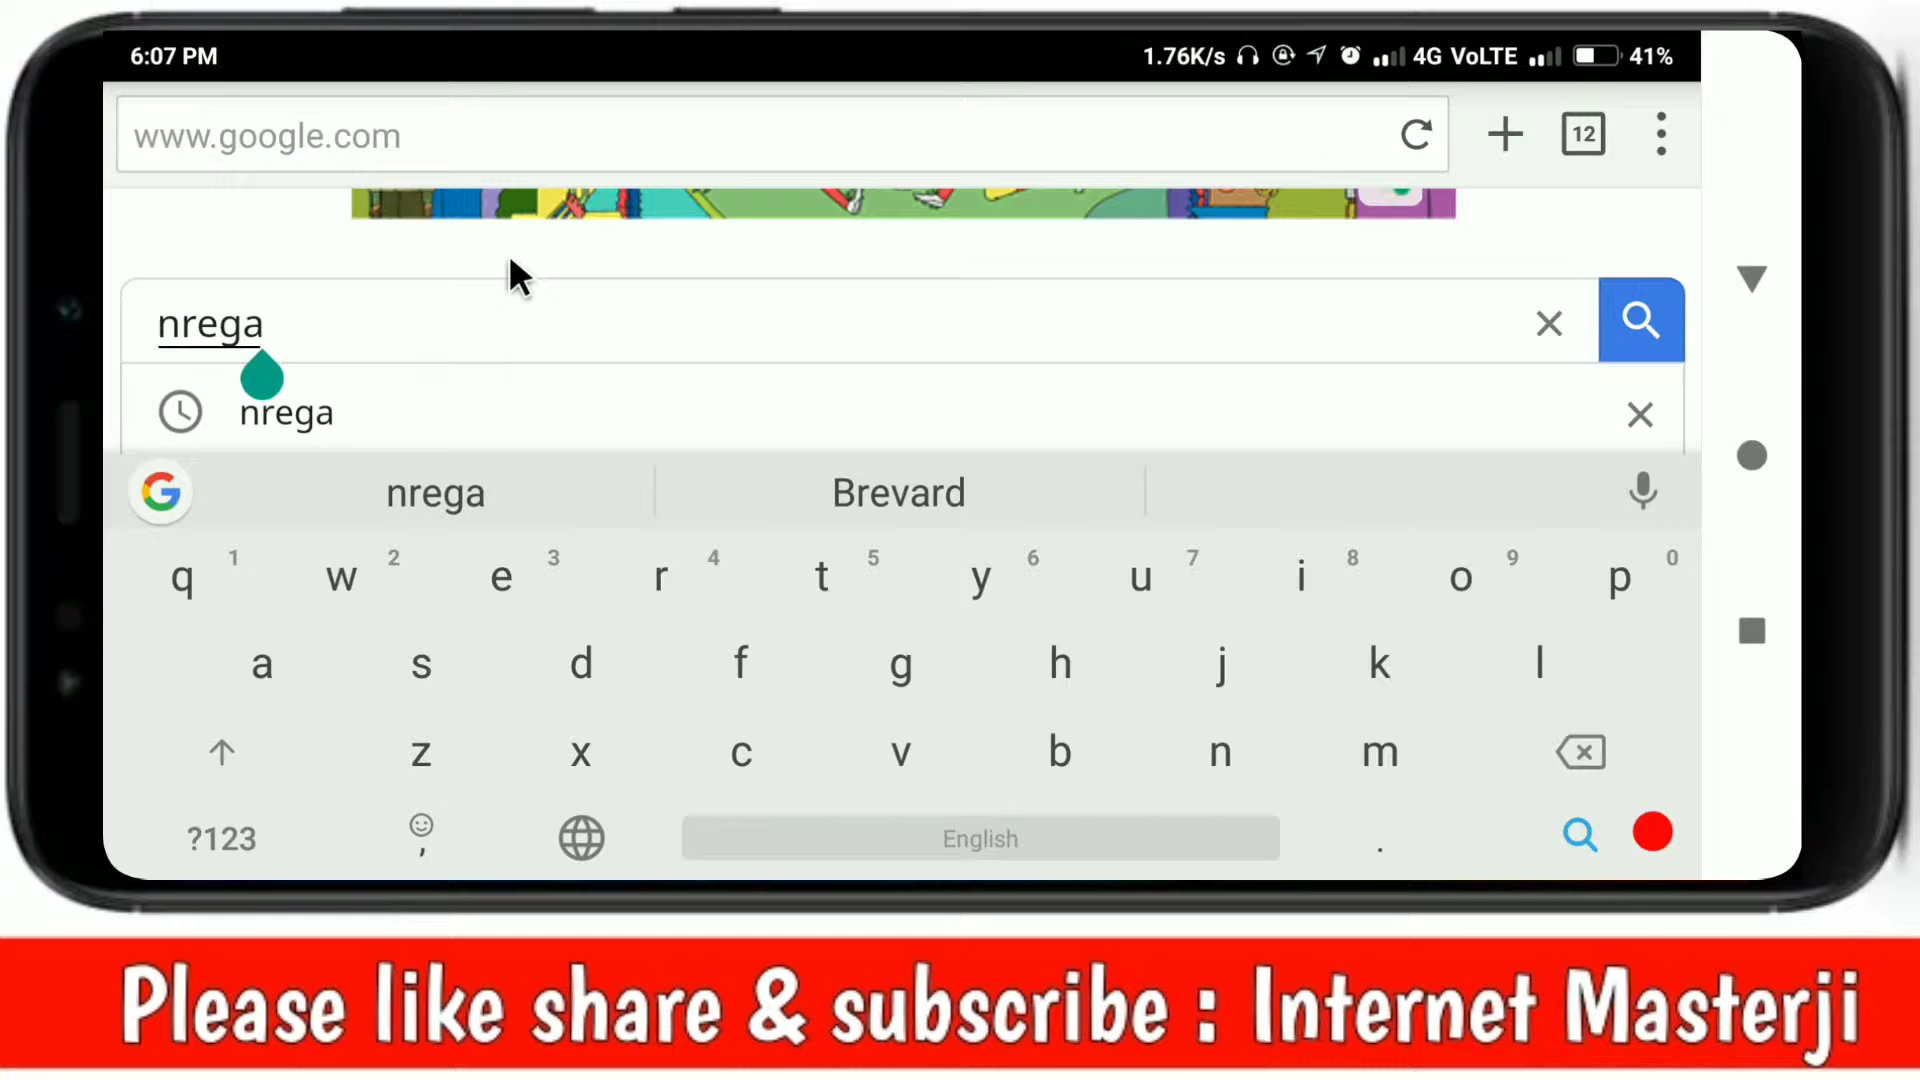 6:07 PM
1.76K/s 4G VoLTE 41%
www.google.com
12
nrega
nrega
nrega Brevard
q 1 w 2 e 3 r 4 t 5 y 6 u 7 i 8 o 9 p 0
a s d f g h j k l
z x c v b n m
?123 , English .
Please like share & subscribe : Internet Masterji